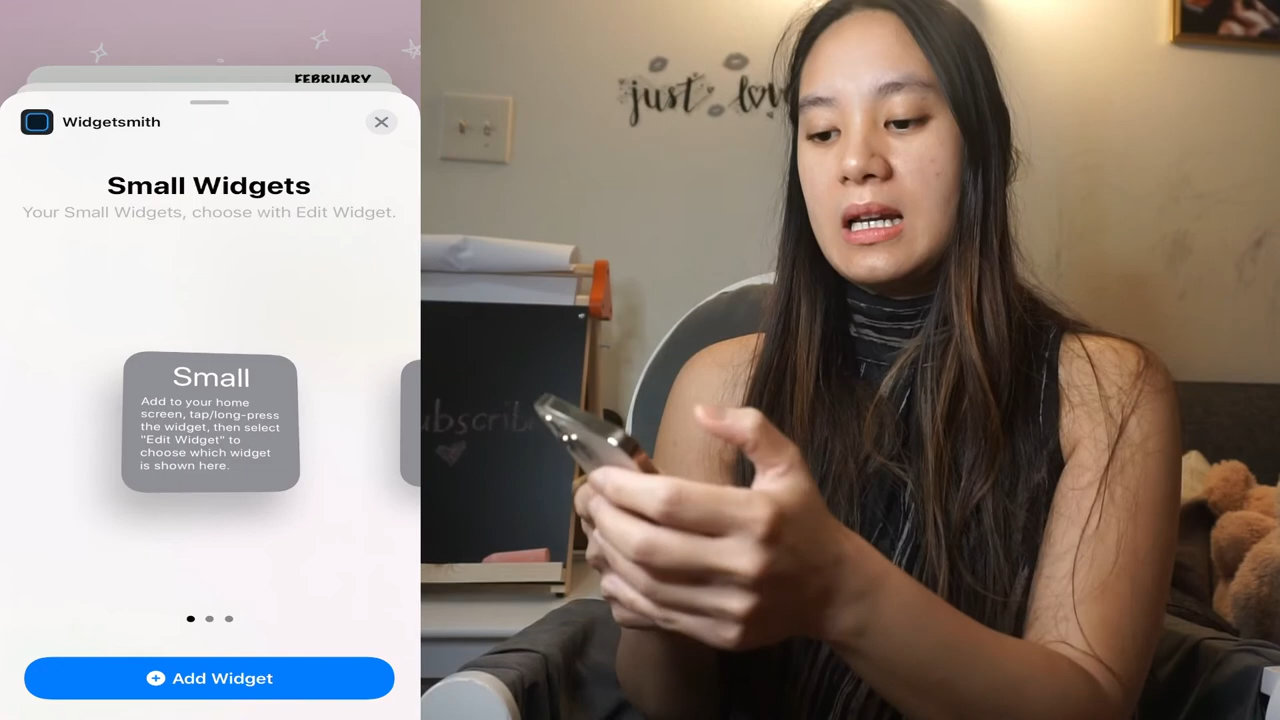 FEBRUARY
Widgetsmith
Small Widgets
Your Small Widgets, choose with Edit Widget.
Small
Add to your home
screen, tap/long-press
the widget, then select
"Edit Widget" to
choose which widget
is shown here.
Add Widget
just